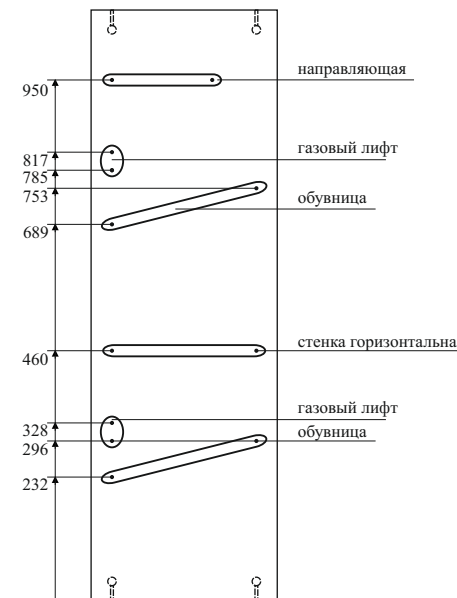 направляющая
950
газовый лифт
817
785
753
обувница
689
стенка горизонтальна
460
газовый лифт
328
обувница
296
232